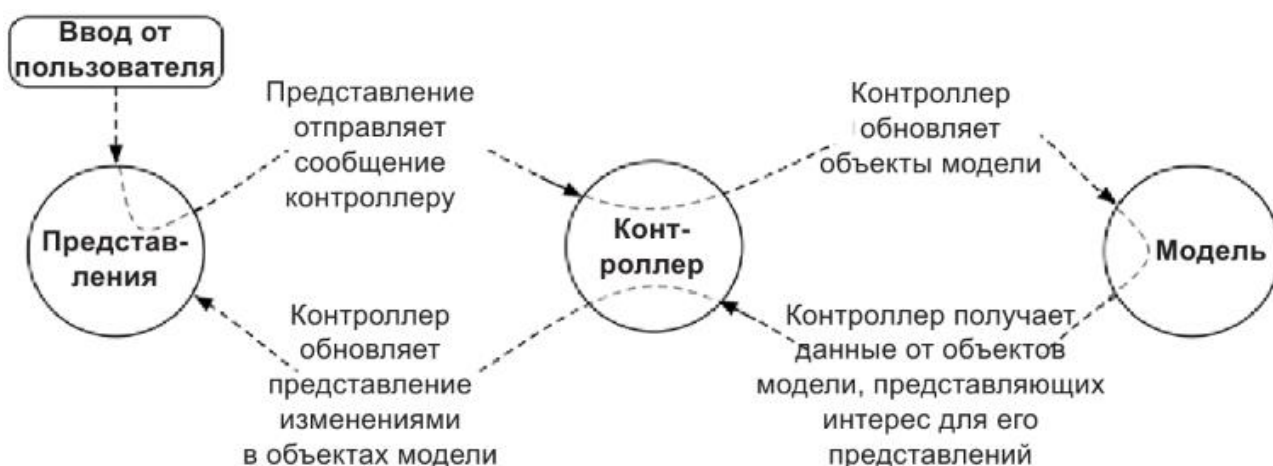 Ввод от
пользователя
Представление
отправляет
сообщение
контроллеру
Контроллер
обновляет
объекты модели
Представ-
ления
Конт-
роллер
Модель
Контроллер
обновляет
представление
изменениями
в объектах модели
Контроллер получает
данные от объектов
модели, представляющих
интерес для его
представлений